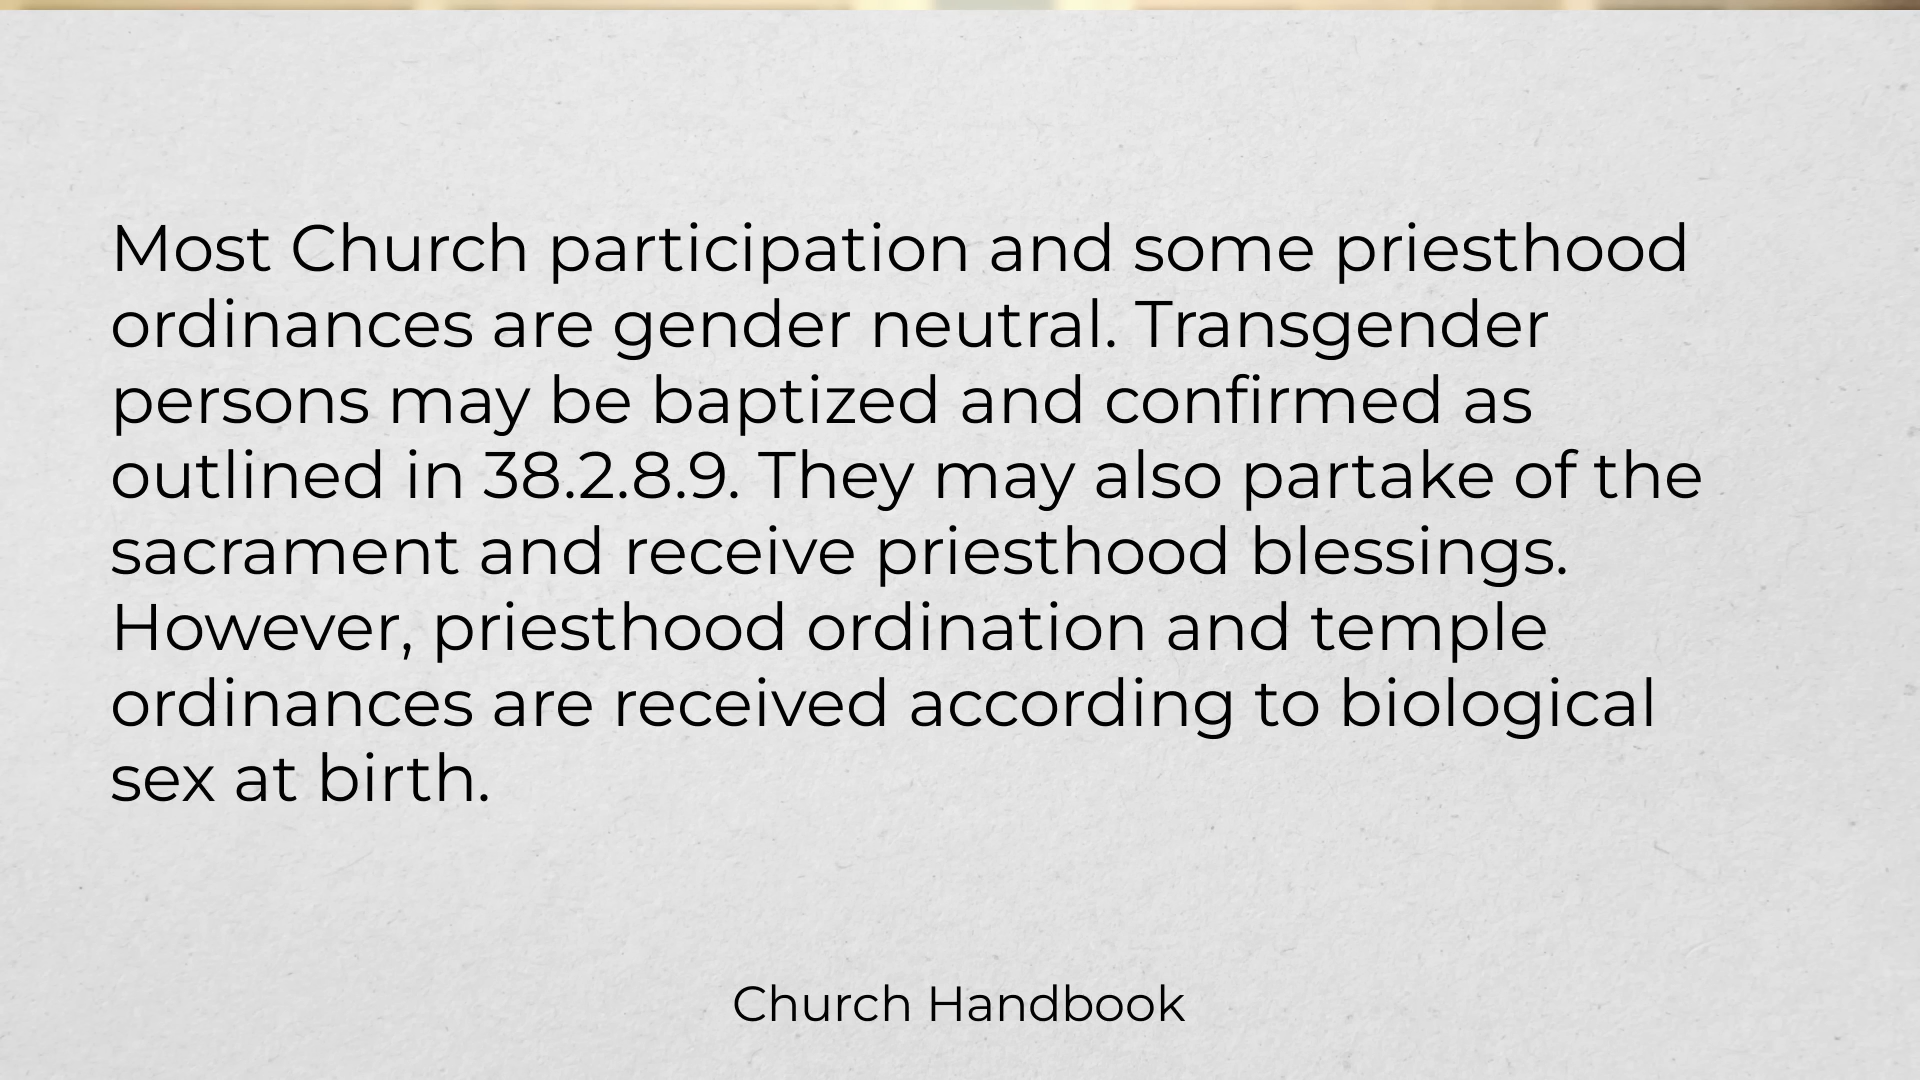 Most Church participation and some priesthood
ordinances are gender neutral. Transgender
persons may be baptized and confirmed as
outlined in 38.2.8.9. They may also partake of the
sacrament and receive priesthood blessings.
However, priesthood ordination and temple
ordinances are received according to biological
sex at birth.
Church Handbook